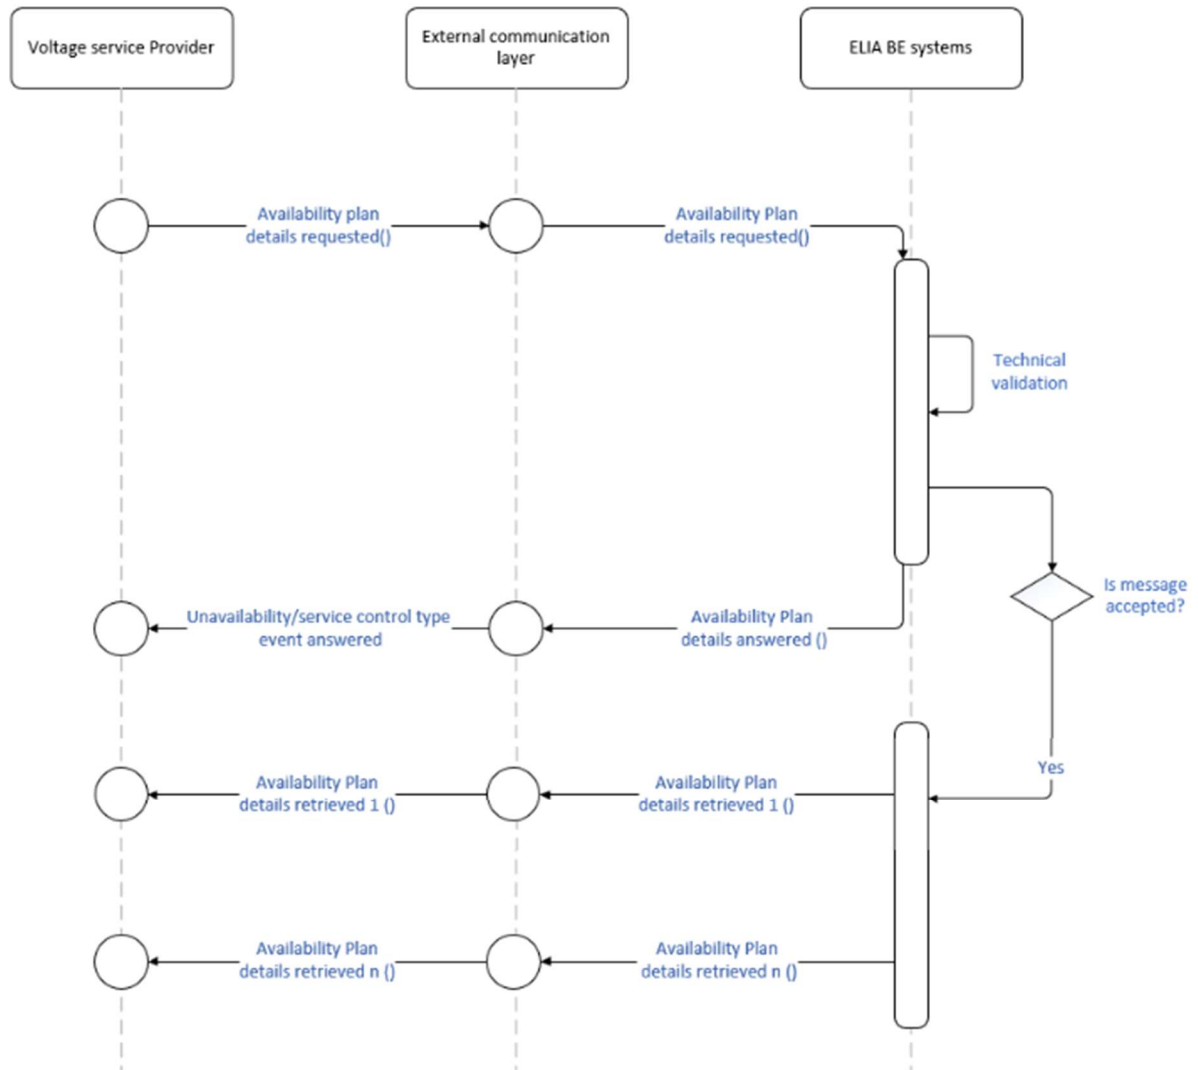 Voltage service Provider
External communication
layer
ELIA BE systems
Availability plan
details requested()
Availability Plan
details requested()
Technical
validation
Is message
accepted?
Unavailability/service control type
event answered
Availability Plan
details answered ()
Yes
Availability Plan
details retrieved 1 ()
Availability Plan
details retrieved 1 ()
Availability Plan
details retrieved n ()
Availability Plan
details retrieved n ()